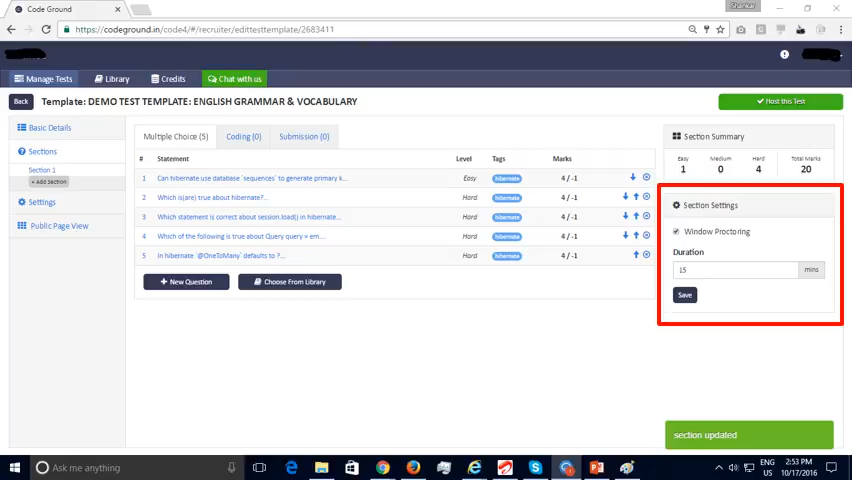 Shankar
Code Ground
https://codeground.in/code4/#/recruiter/edittesttemplate/2683411
Manage Tests
Library
Credits
Chat with us
Back
Template: DEMO TEST TEMPLATE: ENGLISH GRAMMAR & VOCABULARY
Host this Test
Basic Details
Sections
Section 1
+ Add Section
Settings
Public Page View
Multiple Choice (5)
Coding (0)
Submission (0)
# Statement Level Tags Marks
1 Can hibernate use database `sequences` to generate primary k... Easy hibernate 4 / -1
2 Which is(are) true about hibernate?... Hard hibernate 4 / -1
3 Which statement is correct about session.load() in hibernate... Hard hibernate 4 / -1
4 Which of the following is true about Query query = em.... Hard hibernate 4 / -1
5 In hibernate `@OneToMany` defaults to ?... Hard hibernate 4 / -1
+ New Question
Choose From Library
Section Summary
Easy Medium Hard Total Marks
1 0 4 20
Section Settings
Window Proctoring
Duration
15 mins
Save
section updated
Ask me anything
ENG
US
2:53 PM
10/17/2016